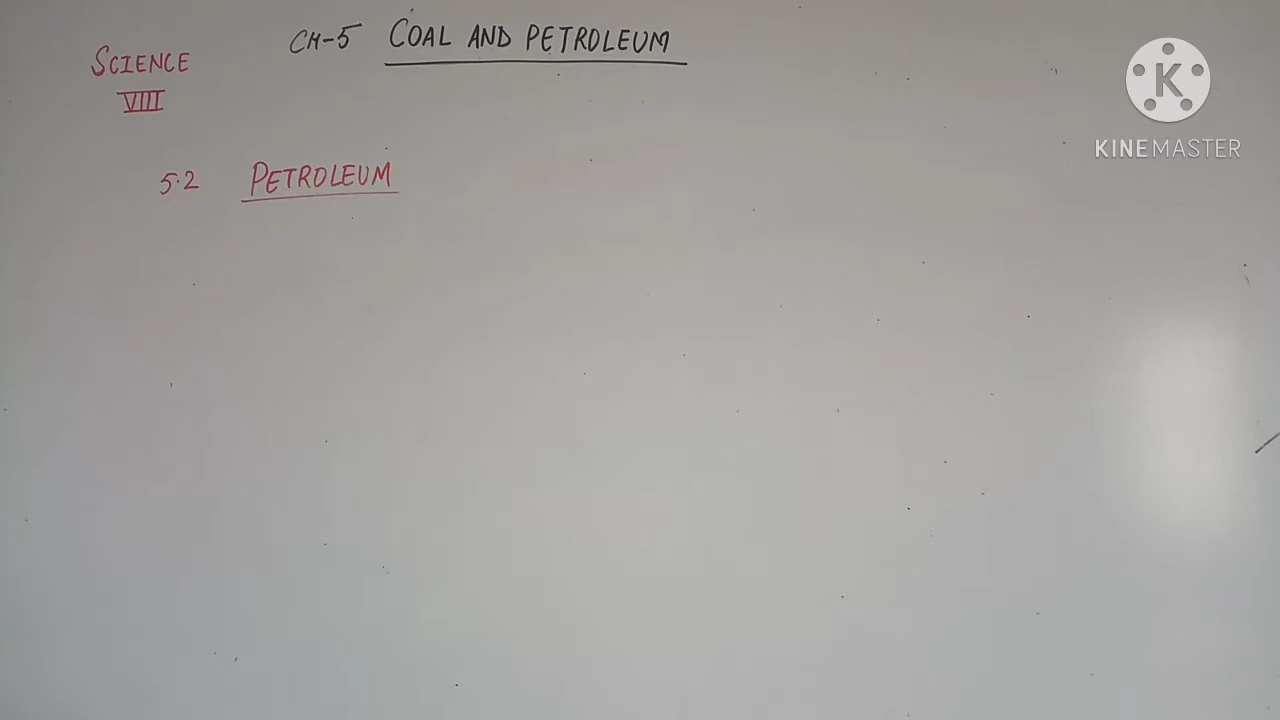 CH-5 COAL AND PETROLEUM
SCIENCE
VIII
5.2 PETROLEUM
K
KINEMASTER